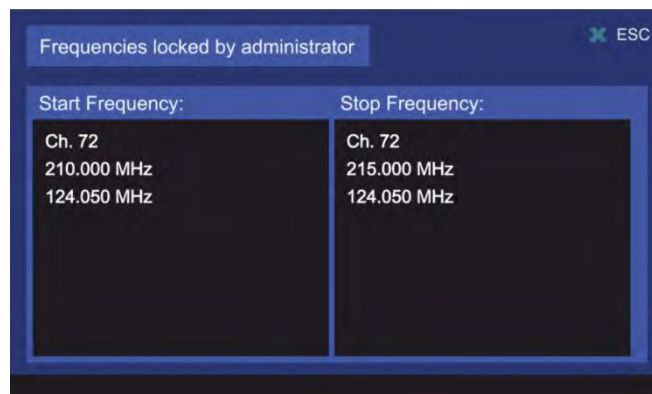 Frequencies locked by administrator
ESC
Start Frequency:
Stop Frequency:
Ch. 72
210.000 MHz
124.050 MHz
Ch. 72
215.000 MHz
124.050 MHz